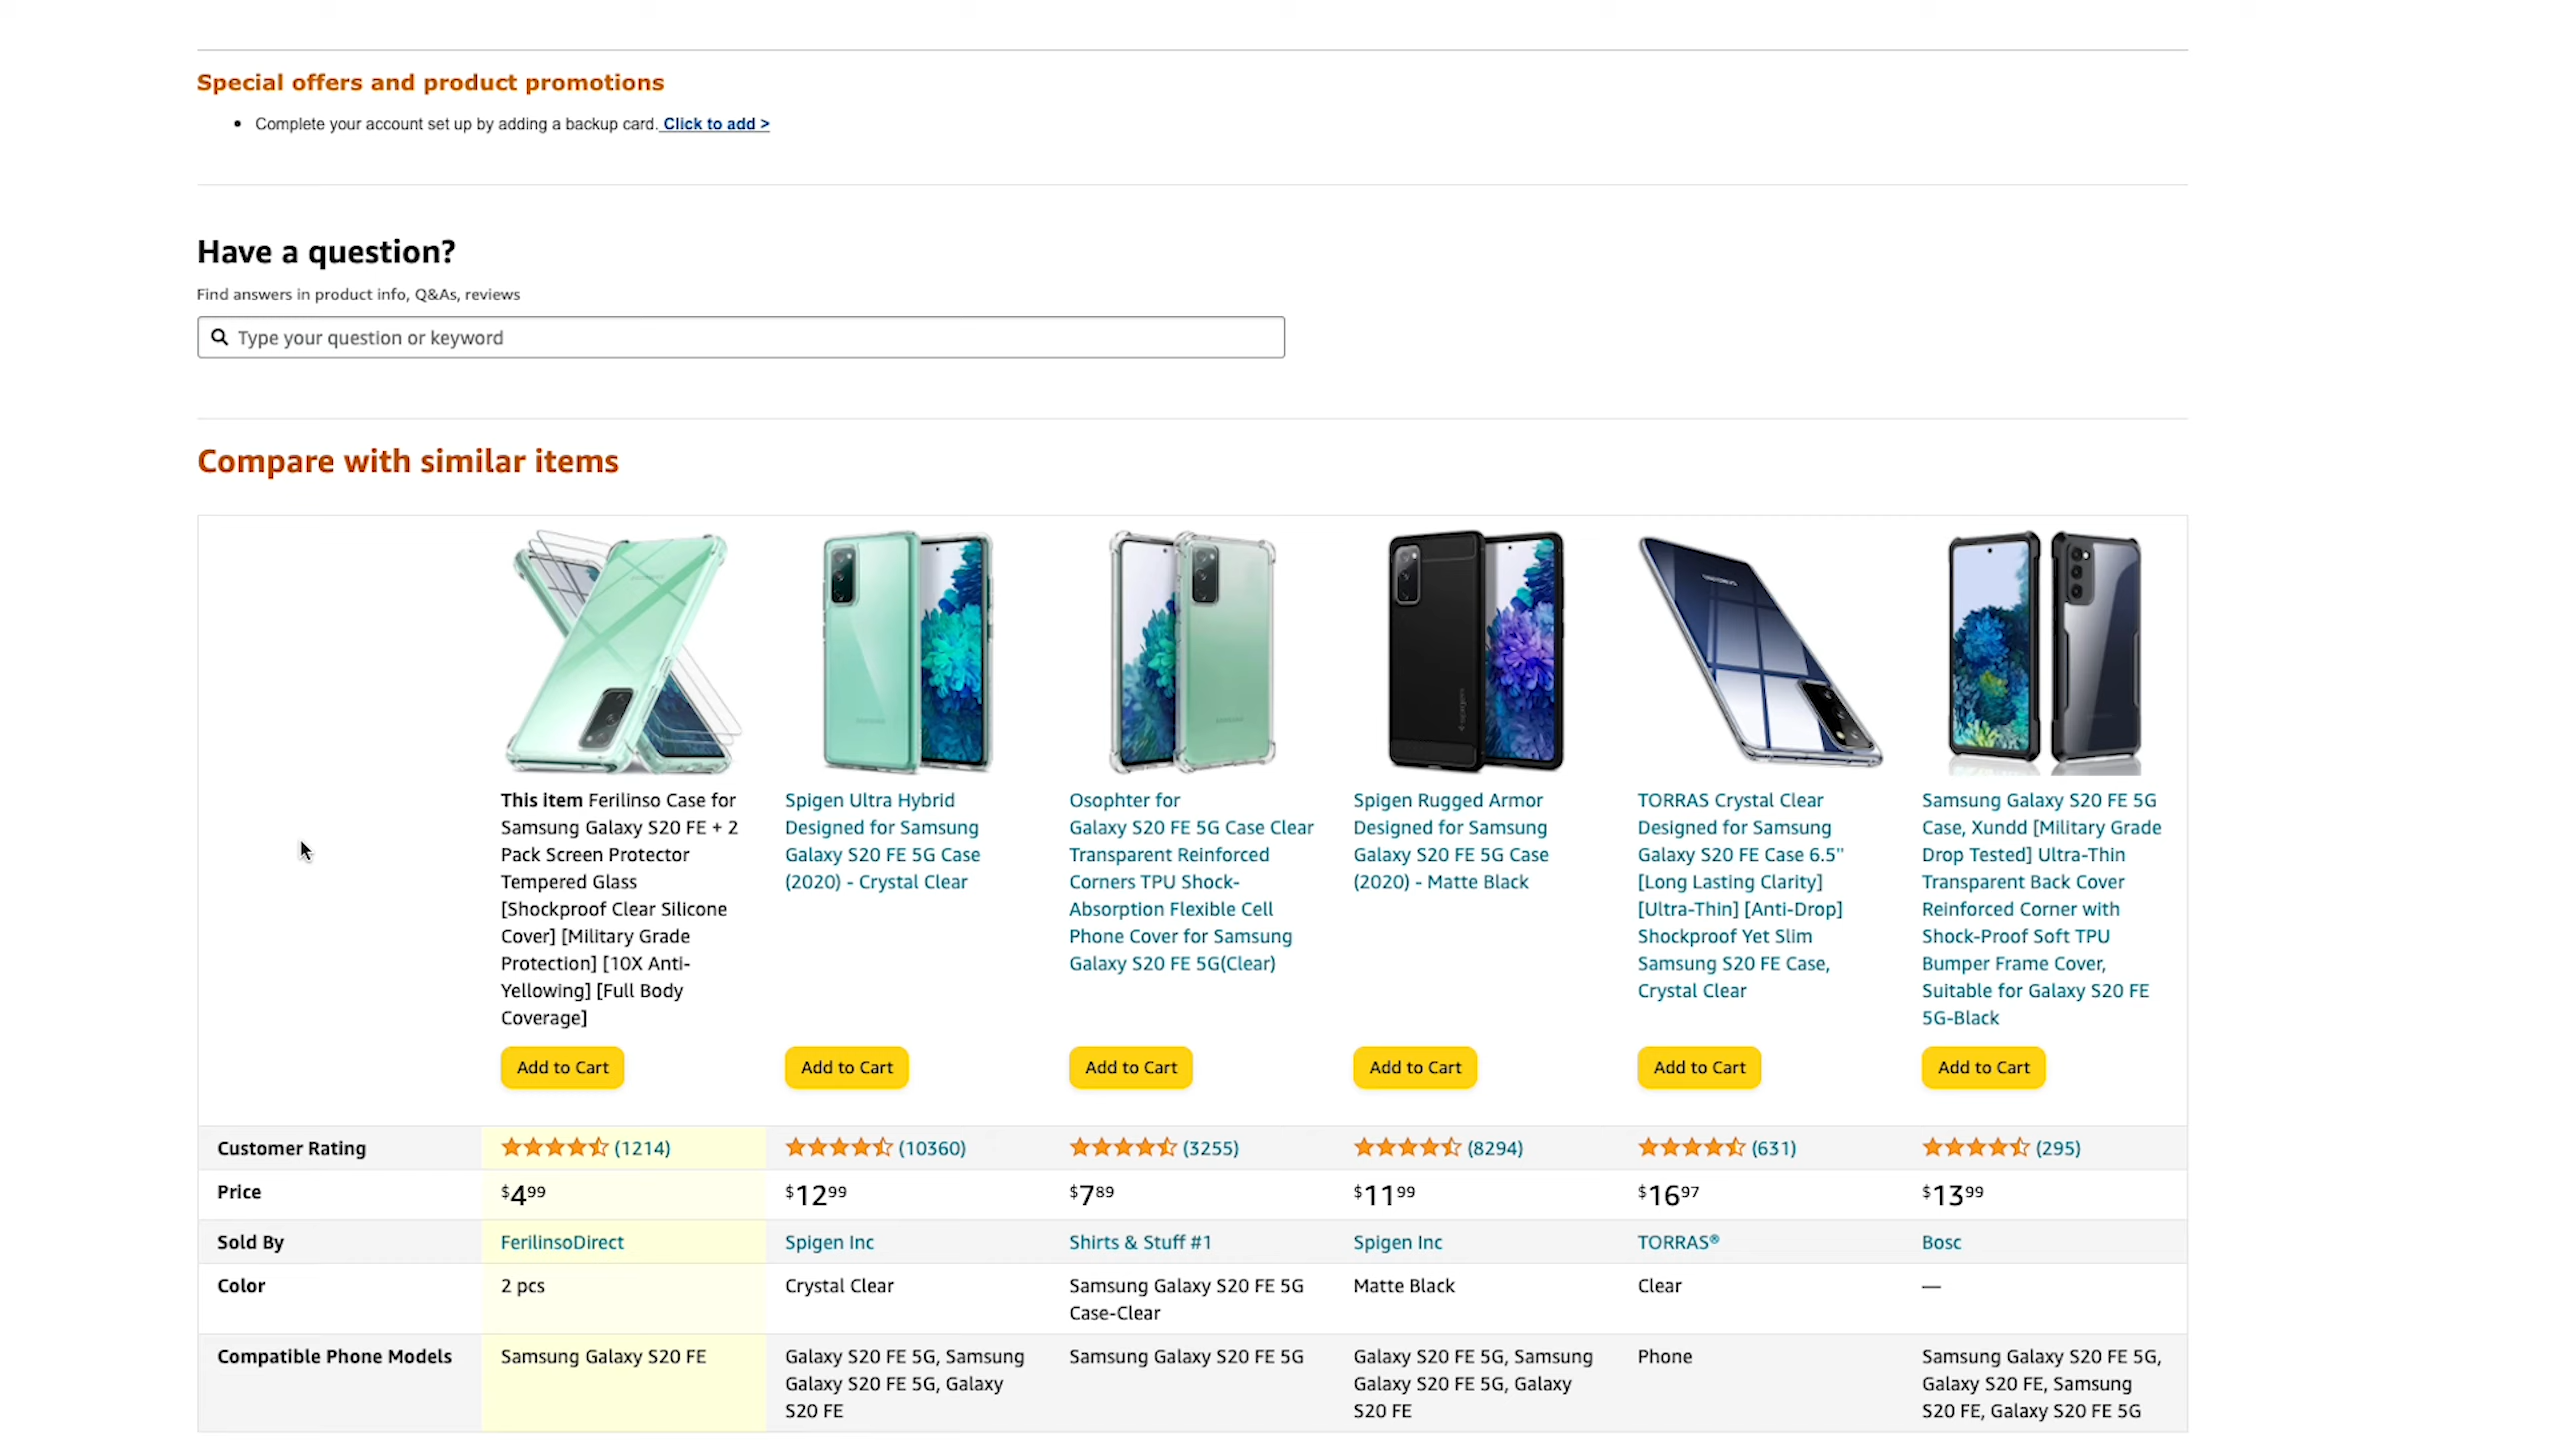 Special offers and product promotions
• Complete your account set up by adding a backup card. Click to add >
Have a question?
Find answers in product info, Q&As, reviews
Type your question or keyword
Compare with similar items
This item Ferilinso Case for
Samsung Galaxy S20 FE + 2
Pack Screen Protector
Tempered Glass
[Shockproof Clear Silicone
Cover] [Military Grade
Protection] [10X Anti-
Yellowing] [Full Body
Coverage]
Add to Cart
Spigen Ultra Hybrid
Designed for Samsung
Galaxy S20 FE 5G Case
(2020) - Crystal Clear
Add to Cart
Osophter for
Galaxy S20 FE 5G Case Clear
Transparent Reinforced
Corners TPU Shock-
Absorption Flexible Cell
Phone Cover for Samsung
Galaxy S20 FE 5G(Clear)
Add to Cart
Spigen Rugged Armor
Designed for Samsung
Galaxy S20 FE 5G Case
(2020) - Matte Black
Add to Cart
TORRAS Crystal Clear
Designed for Samsung
Galaxy S20 FE Case 6.5"
[Long Lasting Clarity]
[Ultra-Thin] [Anti-Drop]
Shockproof Yet Slim
Samsung S20 FE Case,
Crystal Clear
Add to Cart
Samsung Galaxy S20 FE 5G
Case, Xundd [Military Grade
Drop Tested] Ultra-Thin
Transparent Back Cover
Reinforced Corner with
Shock-Proof Soft TPU
Bumper Frame Cover,
Suitable for Galaxy S20 FE
5G-Black
Add to Cart
Customer Rating (1214) (10360) (3255) (8294) (631) (295)
Price $4.99 $12.99 $7.89 $11.99 $16.97 $13.99
Sold By FerilinsoDirect Spigen Inc Shirts & Stuff #1 Spigen Inc TORRAS® Bosc
Color 2 pcs Crystal Clear Samsung Galaxy S20 FE 5G Matte Black Clear —
Case-Clear
Compatible Phone Models Samsung Galaxy S20 FE Galaxy S20 FE 5G, Samsung Samsung Galaxy S20 FE 5G Galaxy S20 FE 5G, Samsung Phone Samsung Galaxy S20 FE 5G,
Galaxy S20 FE 5G, Galaxy Galaxy S20 FE 5G, Galaxy Galaxy S20 FE, Samsung
S20 FE S20 FE S20 FE, Galaxy S20 FE 5G